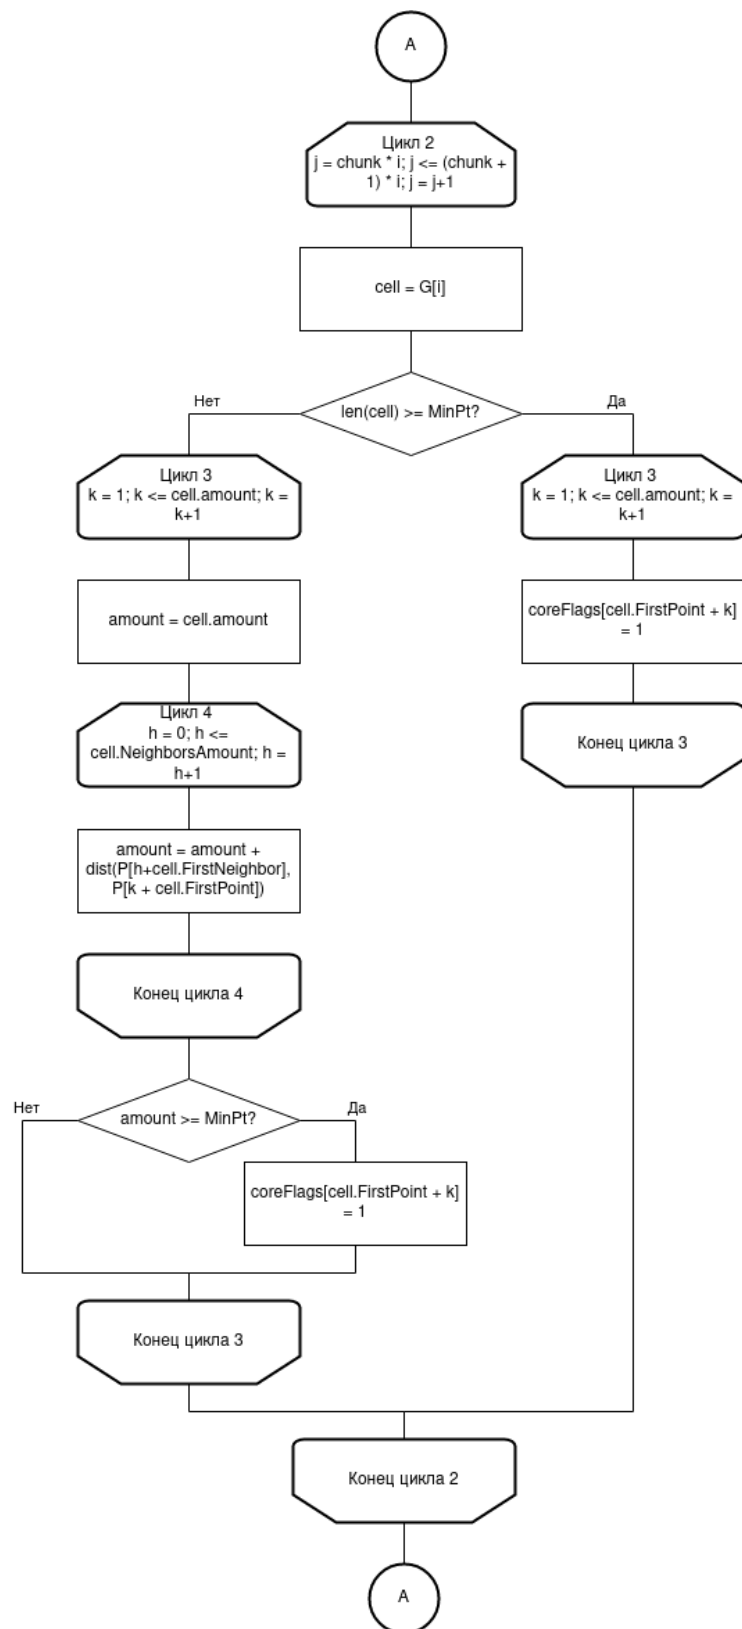 A
Цикл 2
j = chunk * i; j <= (chunk +
1) * i; j = j+1
cell = G[i]
len(cell) >= MinPt?
Нет
Да
Цикл 3
k = 1; k <= cell.amount; k =
k+1
Цикл 3
k = 1; k <= cell.amount; k =
k+1
amount = cell.amount
coreFlags[cell.FirstPoint + k]
= 1
Цикл 4
h = 0; h <=
cell.NeighborsAmount; h =
h+1
Конец цикла 3
amount = amount +
dist(P[h+cell.FirstNeighbor],
P[k + cell.FirstPoint])
Конец цикла 4
Нет
amount >= MinPt?
Да
coreFlags[cell.FirstPoint + k]
= 1
Конец цикла 3
Конец цикла 2
A